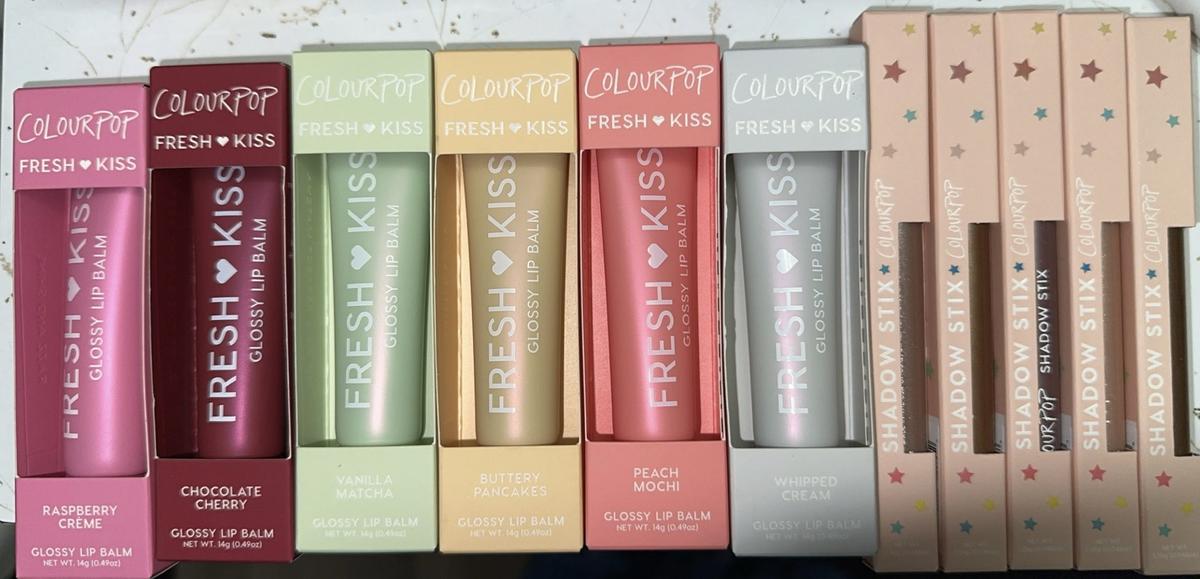 COLOURPOP
FRESH ♥ KISS
FRESH ♥ KISS
GLOSSY LIP BALM
RASPBERRY
CRÈME
GLOSSY LIP BALM
NET WT. 14g (0.49oz)
COLOURPOP
FRESH ♥ KISS
FRESH ♥ KISS
GLOSSY LIP BALM
CHOCOLATE
CHERRY
GLOSSY LIP BALM
NET WT. 14g (0.49oz)
COLOURPOP
FRESH ♥ KISS
FRESH ♥ KISS
GLOSSY LIP BALM
VANILLA
MATCHA
GLOSSY LIP BALM
NET WT. 14g (0.49oz)
COLOURPOP
FRESH ♥ KISS
FRESH ♥ KISS
GLOSSY LIP BALM
BUTTERY
PANCAKES
GLOSSY LIP BALM
NET WT. 14g (0.49oz)
COLOURPOP
FRESH ♥ KISS
FRESH ♥ KISS
GLOSSY LIP BALM
PEACH
MOCHI
GLOSSY LIP BALM
NET WT. 14g (0.49oz)
COLOURPOP
FRESH ♥ KISS
FRESH ♥ KISS
GLOSSY LIP BALM
WHIPPED
CREAM
GLOSSY LIP BALM
NET WT. 14g (0.49oz)
SHADOW STIX ★ COLOURPOP
SHADOW STIX ★ COLOURPOP
SHADOW STIX ★ COLOURPOP
OURPOP SHADOW STIX
SHADOW STIX ★ COLOURPOP
SHADOW STIX ★ COLOURPOP